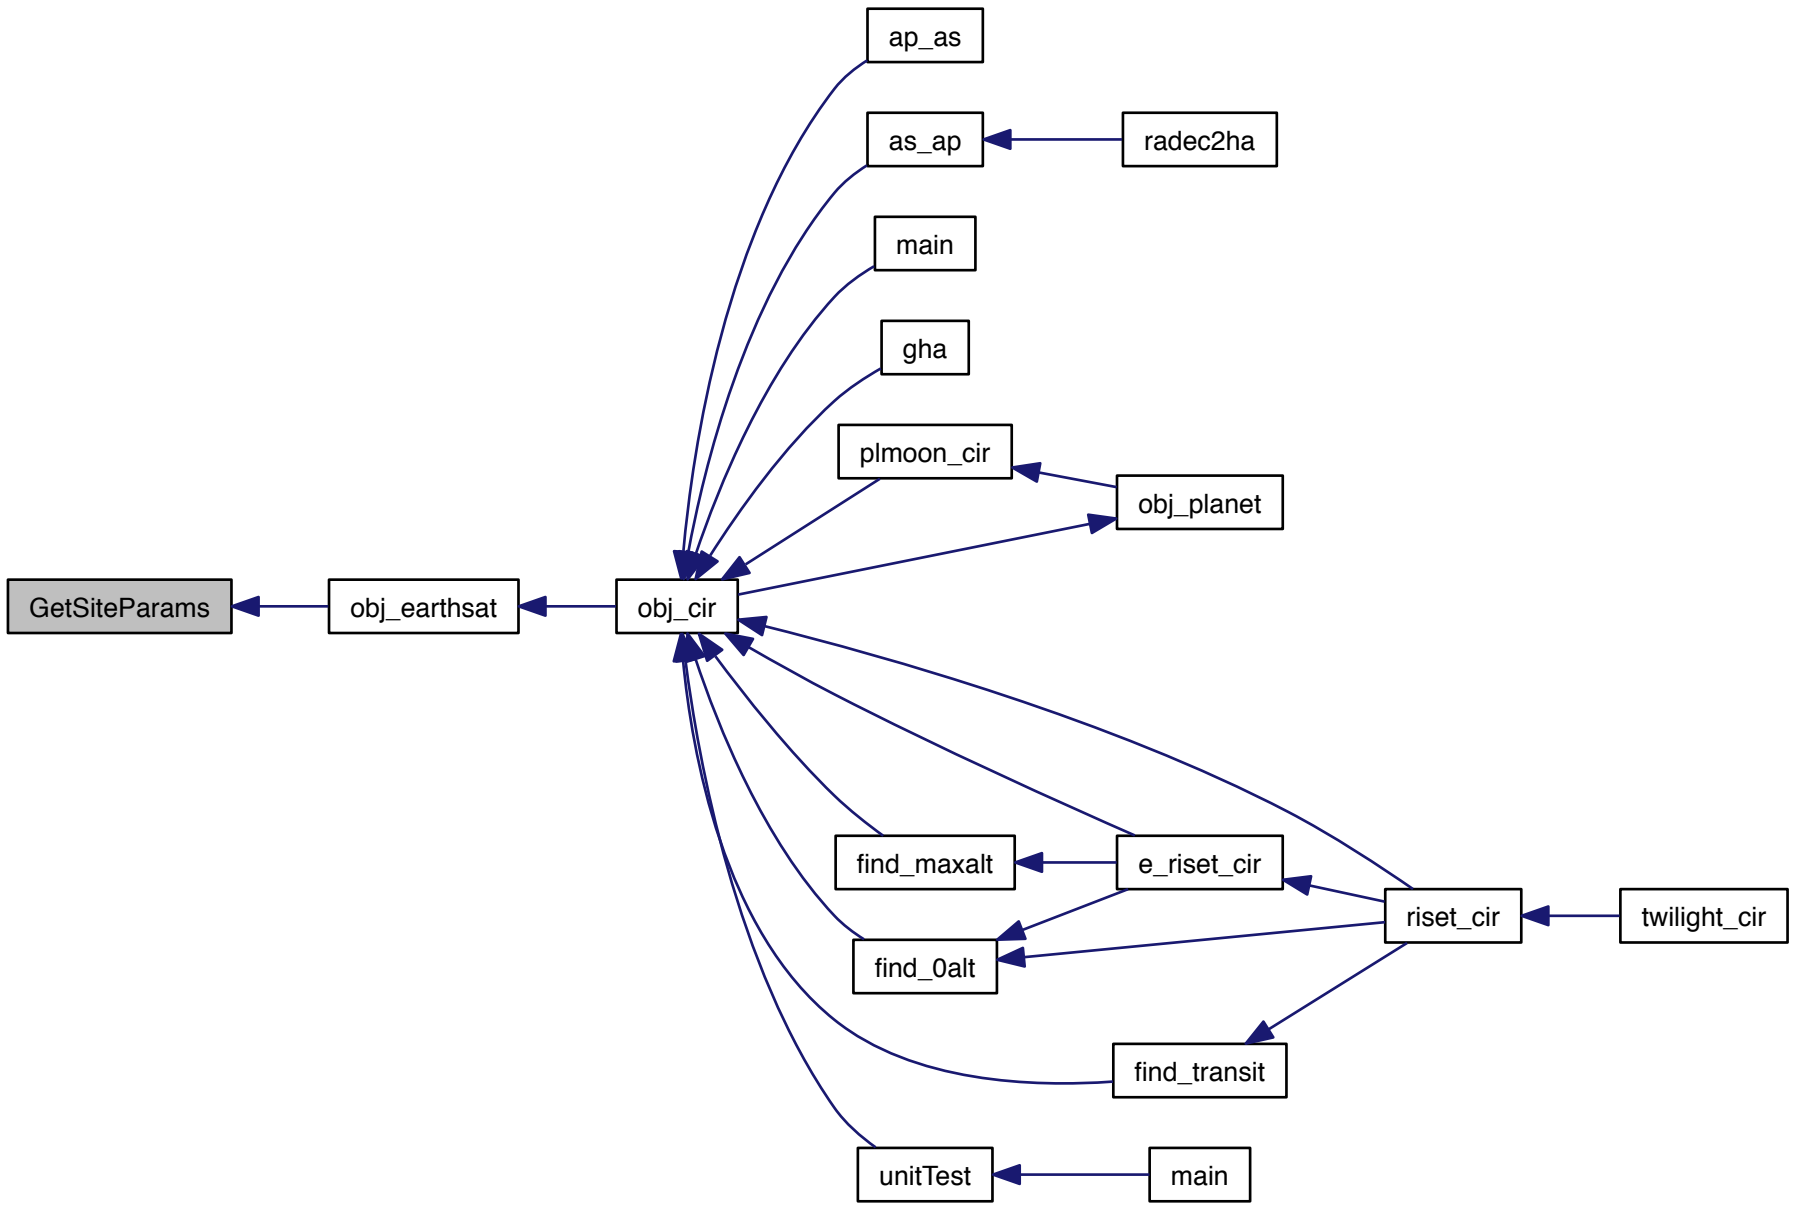 ap_as
as_ap
radec2ha
main
gha
plmoon_cir
obj_planet
GetSiteParams
obj_earthsat
obj_cir
find_maxalt
e_riset_cir
riset_cir
twilight_cir
find_0alt
find_transit
unitTest
main